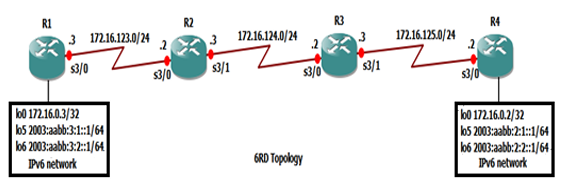 R1
R2
R3
R4
172.16.123.0/24
172.16.124.0/24
172.16.125.0/24
.3
.2
.3
.2
.3
.2
s3/0
s3/0
s3/1
s3/0
s3/1
s3/0
lo0 172.16.0.3/32
lo5 2003:aabb:3:1::1/64
lo6 2003:aabb:3:2::1/64
IPv6 network
lo0 172.16.0.2/32
lo5 2003:aabb:2:1::1/64
lo6 2003:aabb:2:2::1/64
IPv6 network
6RD Topology